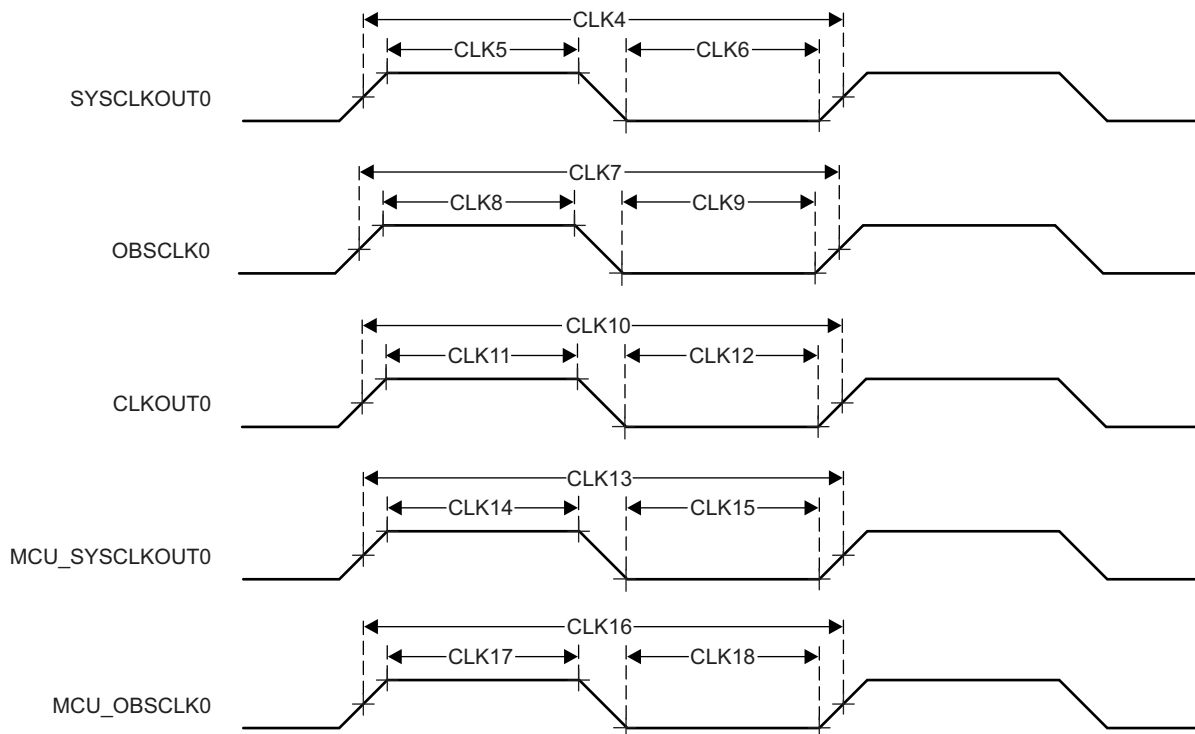 CLK4
CLK5 CLK6
SYSCLKOUT0
CLK7
CLK8 CLK9
OBSCLK0
CLK10
CLK11 CLK12
CLKOUT0
CLK13
CLK14 CLK15
MCU_SYSCLKOUT0
CLK16
CLK17 CLK18
MCU_OBSCLK0